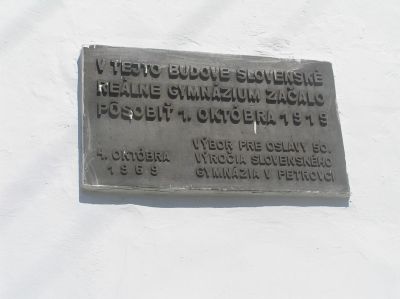 V TEJTO BUDOVE SLOVENSKÉ
REÁLNE GYMNÁZIUM ZAČALO
PÔSOBIŤ 1. OKTÓBRA 1919
4. OKTÓBRA
1969
VÝBOR PRE OSLAVY 50.
VÝROČIA SLOVENSKÉHO
GYMNÁZIA V PETROVCI